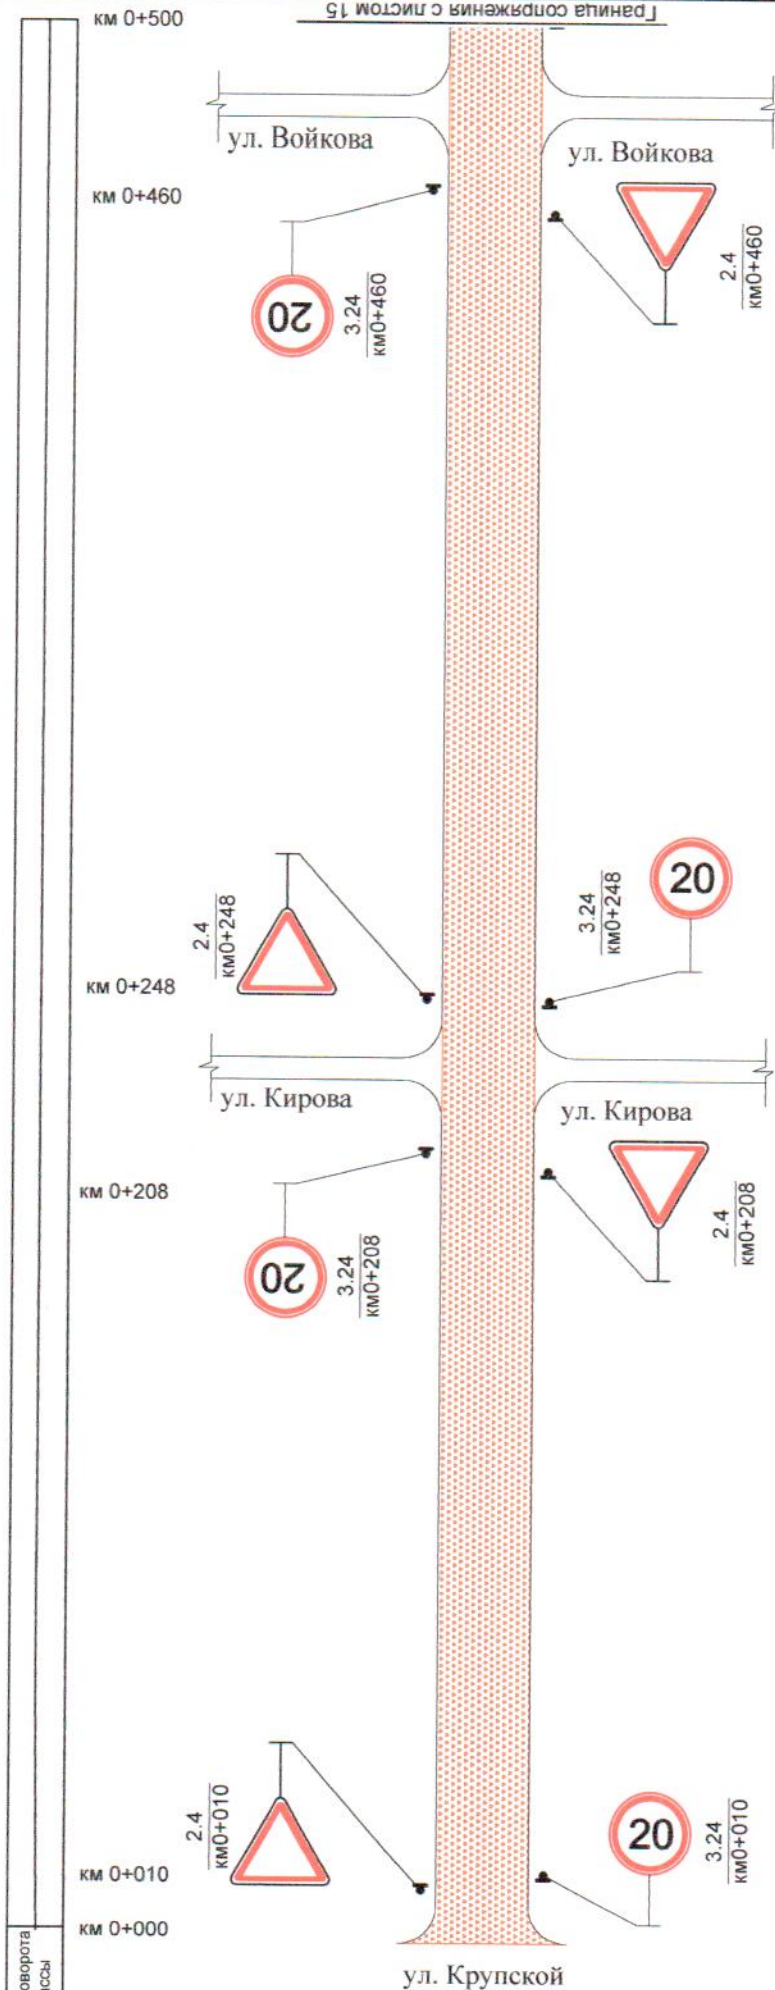 Граница сопряжения с листом 15
км 0+500
ул. Войкова
ул. Войкова
км 0+460
20
3.24
км0+460
2.4
км0+460
2.4
км0+248
3.24
км0+248
20
км 0+248
ул. Кирова
ул. Кирова
км 0+208
20
3.24
км0+208
2.4
км0+208
2.4
км0+010
20
3.24
км0+010
км 0+010
км 0+000
ул. Крупской